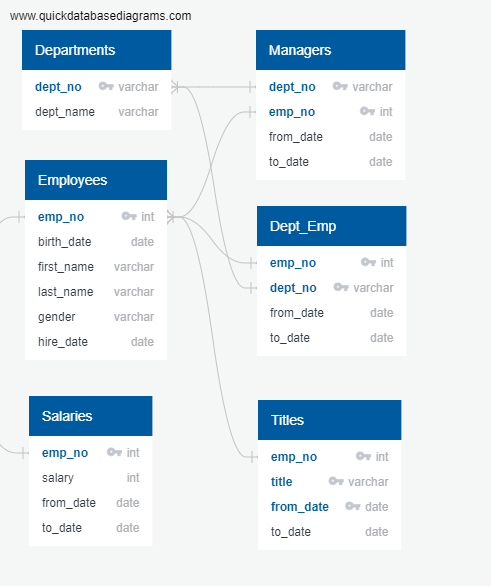 www.quickdatabasediagrams.com
Departments
dept_no varchar
dept_name varchar
Managers
dept_no varchar
emp_no int
from_date date
to_date date
Employees
emp_no int
birth_date date
first_name varchar
last_name varchar
gender varchar
hire_date date
Dept_Emp
emp_no int
dept_no varchar
from_date date
to_date date
Salaries
emp_no int
salary int
from_date date
to_date date
Titles
emp_no int
title varchar
from_date date
to_date date